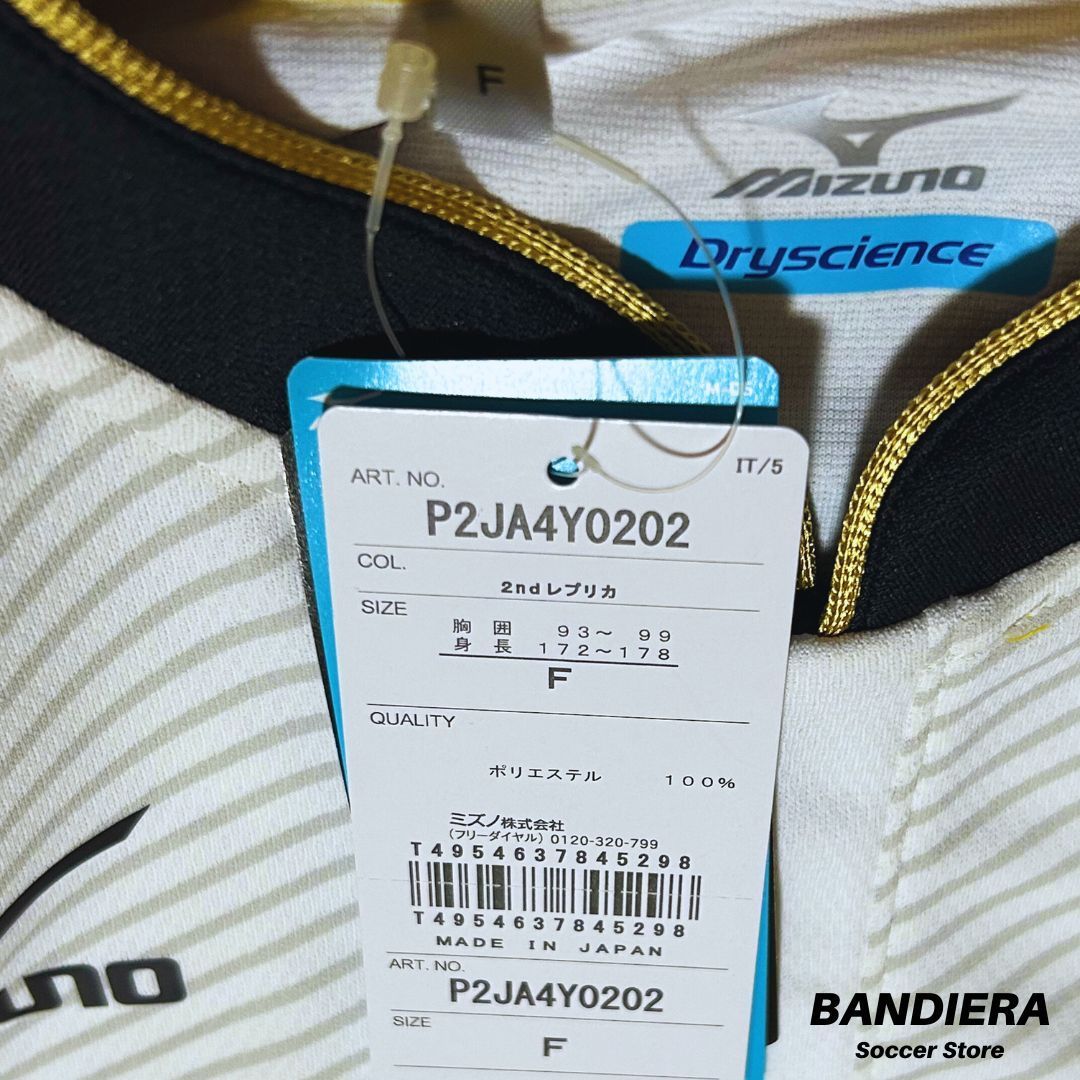 F
MIZUNO
Dryscience
IT/5
ART. NO.
P2JA4Y0202
COL.
2ndレプリカ
SIZE
胸 囲 93～ 99
身 長 172～178
F
QUALITY
ポリエステル 100%
ミズノ株式会社
(フリーダイヤル) 0120-320-799
T4954637845298
T4954637845298
MADE IN JAPAN
ART. NO.
P2JA4Y0202
SIZE
F
UNO
BANDIERA
Soccer Store